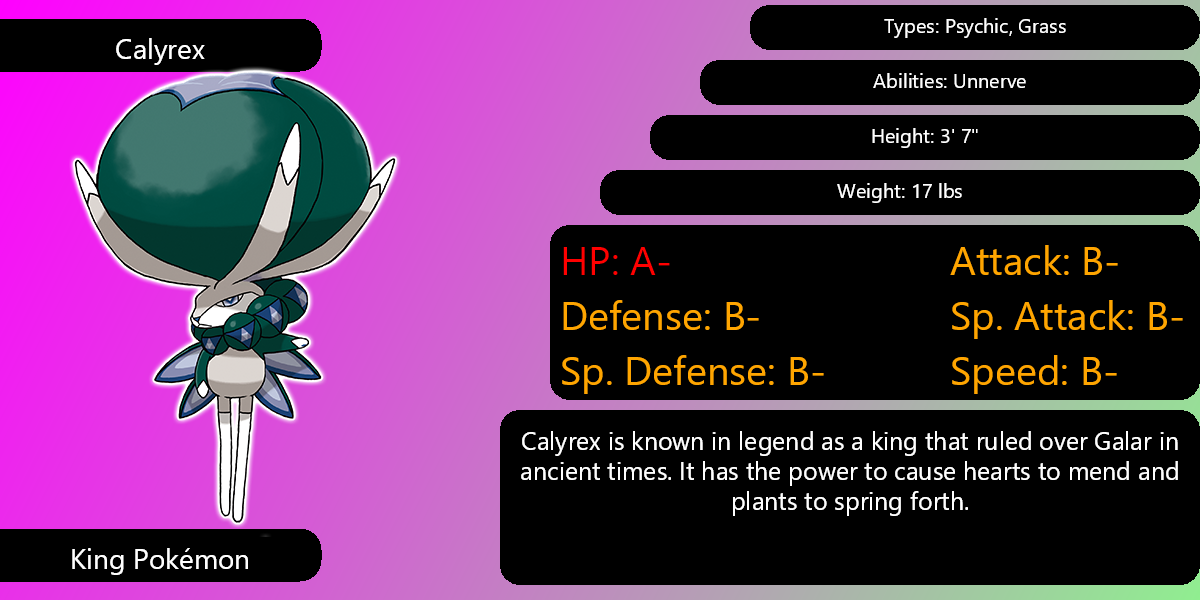 Calyrex
King Pokémon
Types: Psychic, Grass
Abilities: Unnerve
Height: 3' 7"
Weight: 17 lbs
HP: A-
Attack: B-
Defense: B-
Sp. Attack: B-
Sp. Defense: B-
Speed: B-
Calyrex is known in legend as a king that ruled over Galar in
ancient times. It has the power to cause hearts to mend and
plants to spring forth.